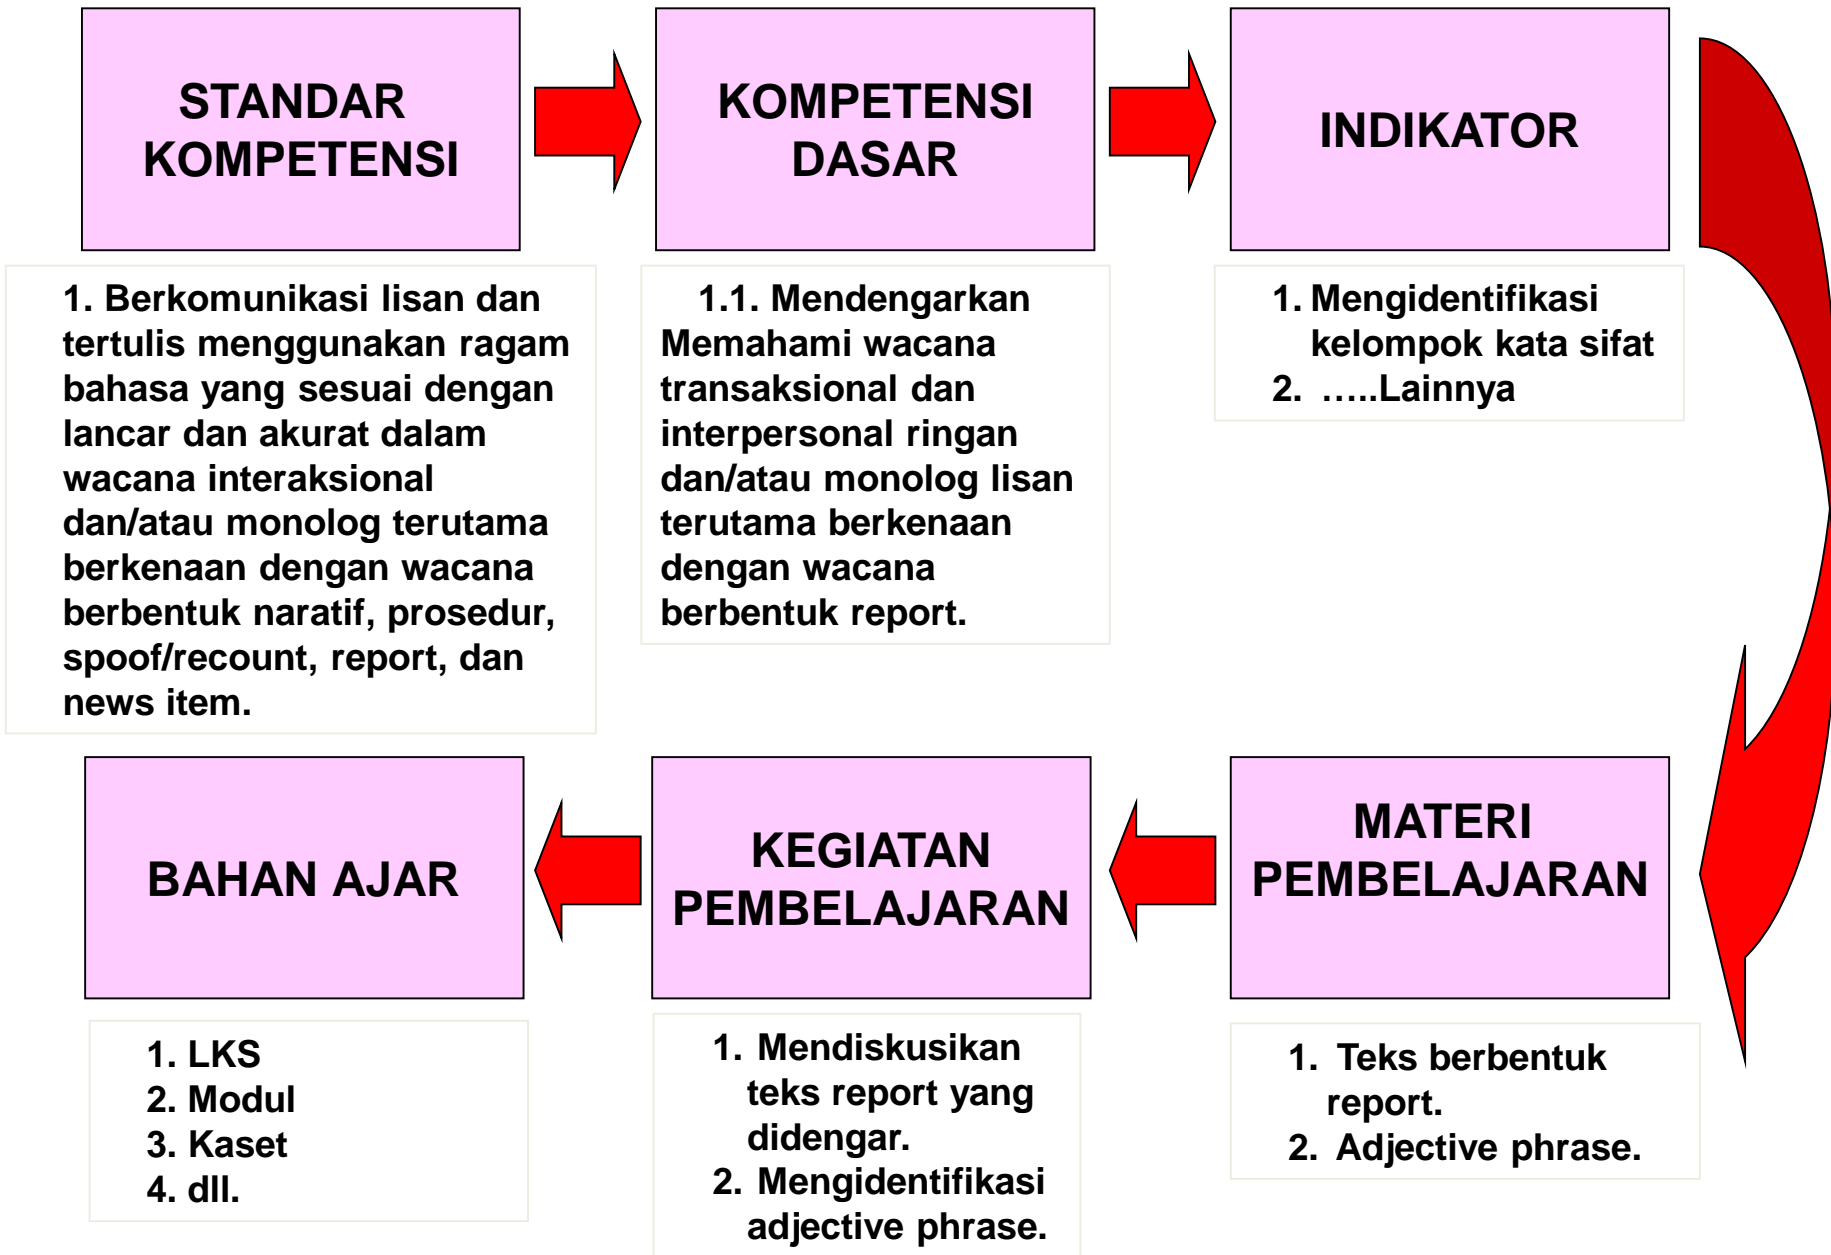 STANDAR
KOMPETENSI
KOMPETENSI
DASAR
INDIKATOR
1. Berkomunikasi lisan dan
tertulis menggunakan ragam
bahasa yang sesuai dengan
lancar dan akurat dalam
wacana interaksional
dan/atau monolog terutama
berkenaan dengan wacana
berbentuk naratif, prosedur,
spoof/recount, report, dan
news item.
1.1. Mendengarkan
Memahami wacana
transaksional dan
interpersonal ringan
dan/atau monolog lisan
terutama berkenaan
dengan wacana
berbentuk report.
1. Mengidentifikasi
kelompok kata sifat
2. …..Lainnya
BAHAN AJAR
KEGIATAN
PEMBELAJARAN
MATERI
PEMBELAJARAN
1. LKS
2. Modul
3. Kaset
4. dll.
1. Mendiskusikan
teks report yang
didengar.
2. Mengidentifikasi
adjective phrase.
1. Teks berbentuk
report.
2. Adjective phrase.